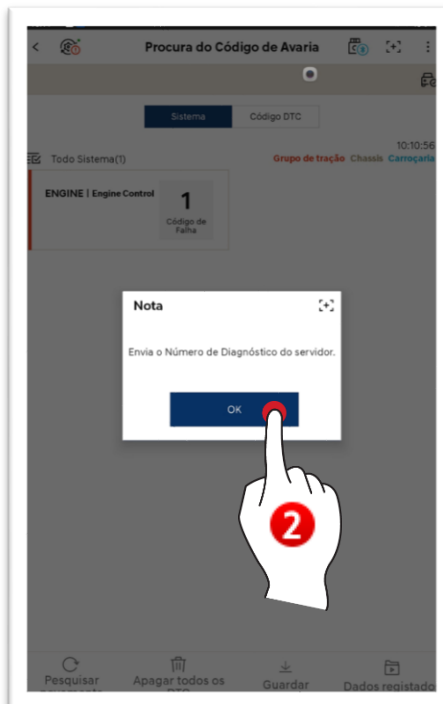 Procura do Código de Avaria
Sistema
Código DTC
10:10:56
Todo Sistema(1)
Grupo de tração Chassis Carroçaria
ENGINE | Engine Control
1
Código de
Falha
Nota
Envia o Número de Diagnóstico do servidor.
OK
2
Pesquisar
Apagar todos os
DTC
Guardar
Dados registado